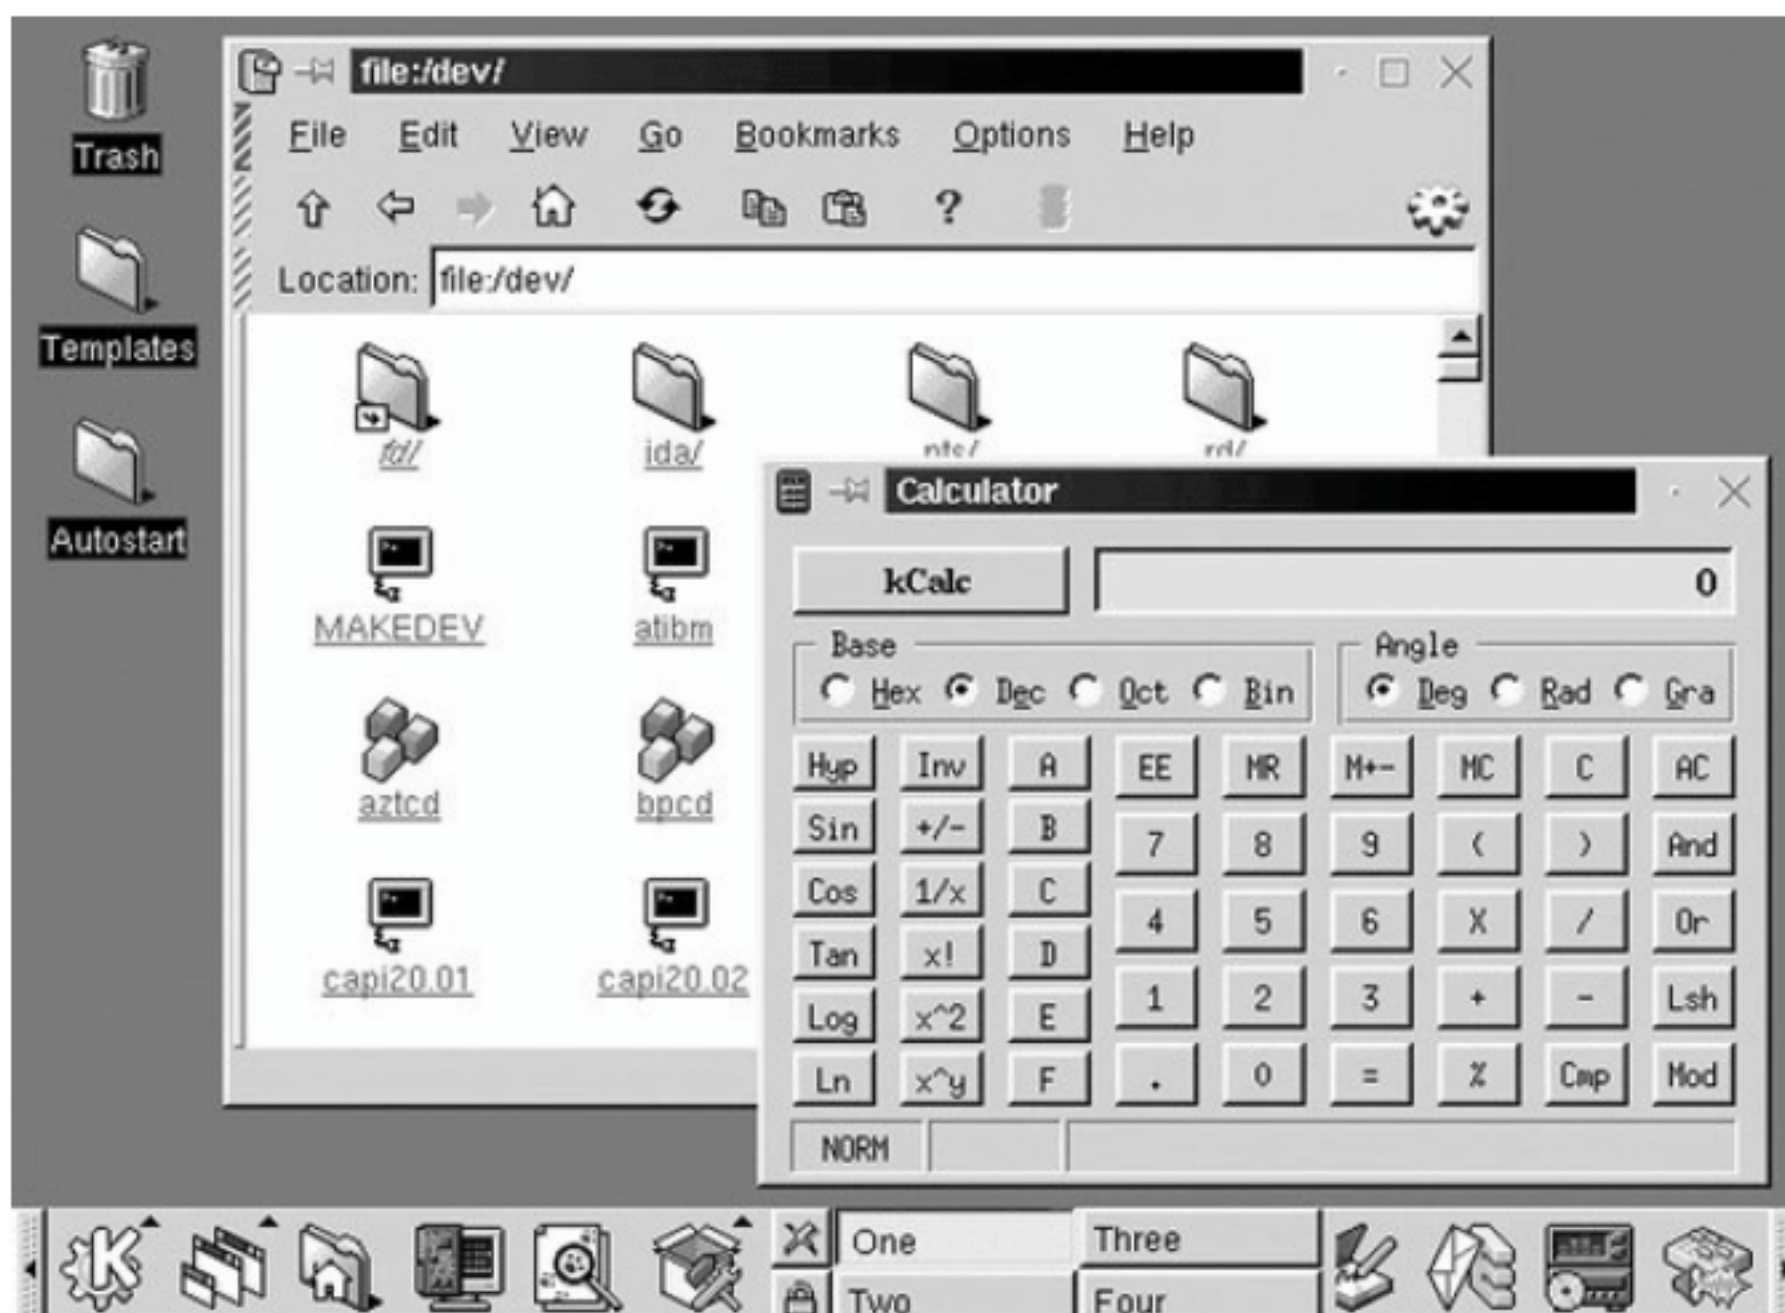 Trash
Templates
Autostart
file:/dev/
File Edit View Go Bookmarks Options Help
?
Location: file:/dev/
fd/ ida/ rd/
MAKEDEV atibm
aztcd bpcd
capi20.01 capi20.02
Calculator
kCalc 0
Base Angle
Hex Dec Oct Bin Deg Rad Gra
Hyp Inv A EE MR M+- MC C AC
Sin +/- B 7 8 9 ( ) And
Cos 1/x C 4 5 6 X / Or
Tan x! D 1 2 3 + - Lsh
Log x^2 E . 0 = % Cmp Mod
Ln x^y F
NORM
K
One Three
Two Four